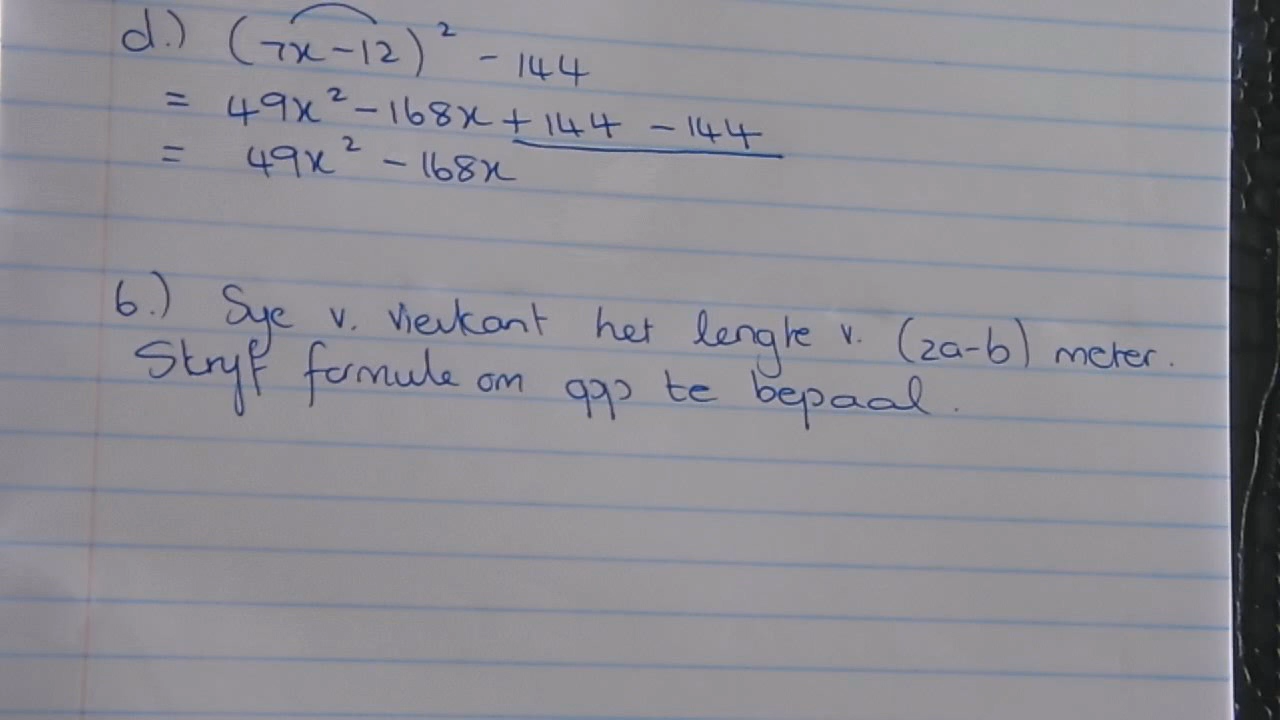 d.) (7x-12)² - 144
= 49x² - 168x + 144 - 144
= 49x² - 168x
6.) Sye v. vierkant het lengte v. (2a-b) meter.
Skryf formule om opp te bepaal.